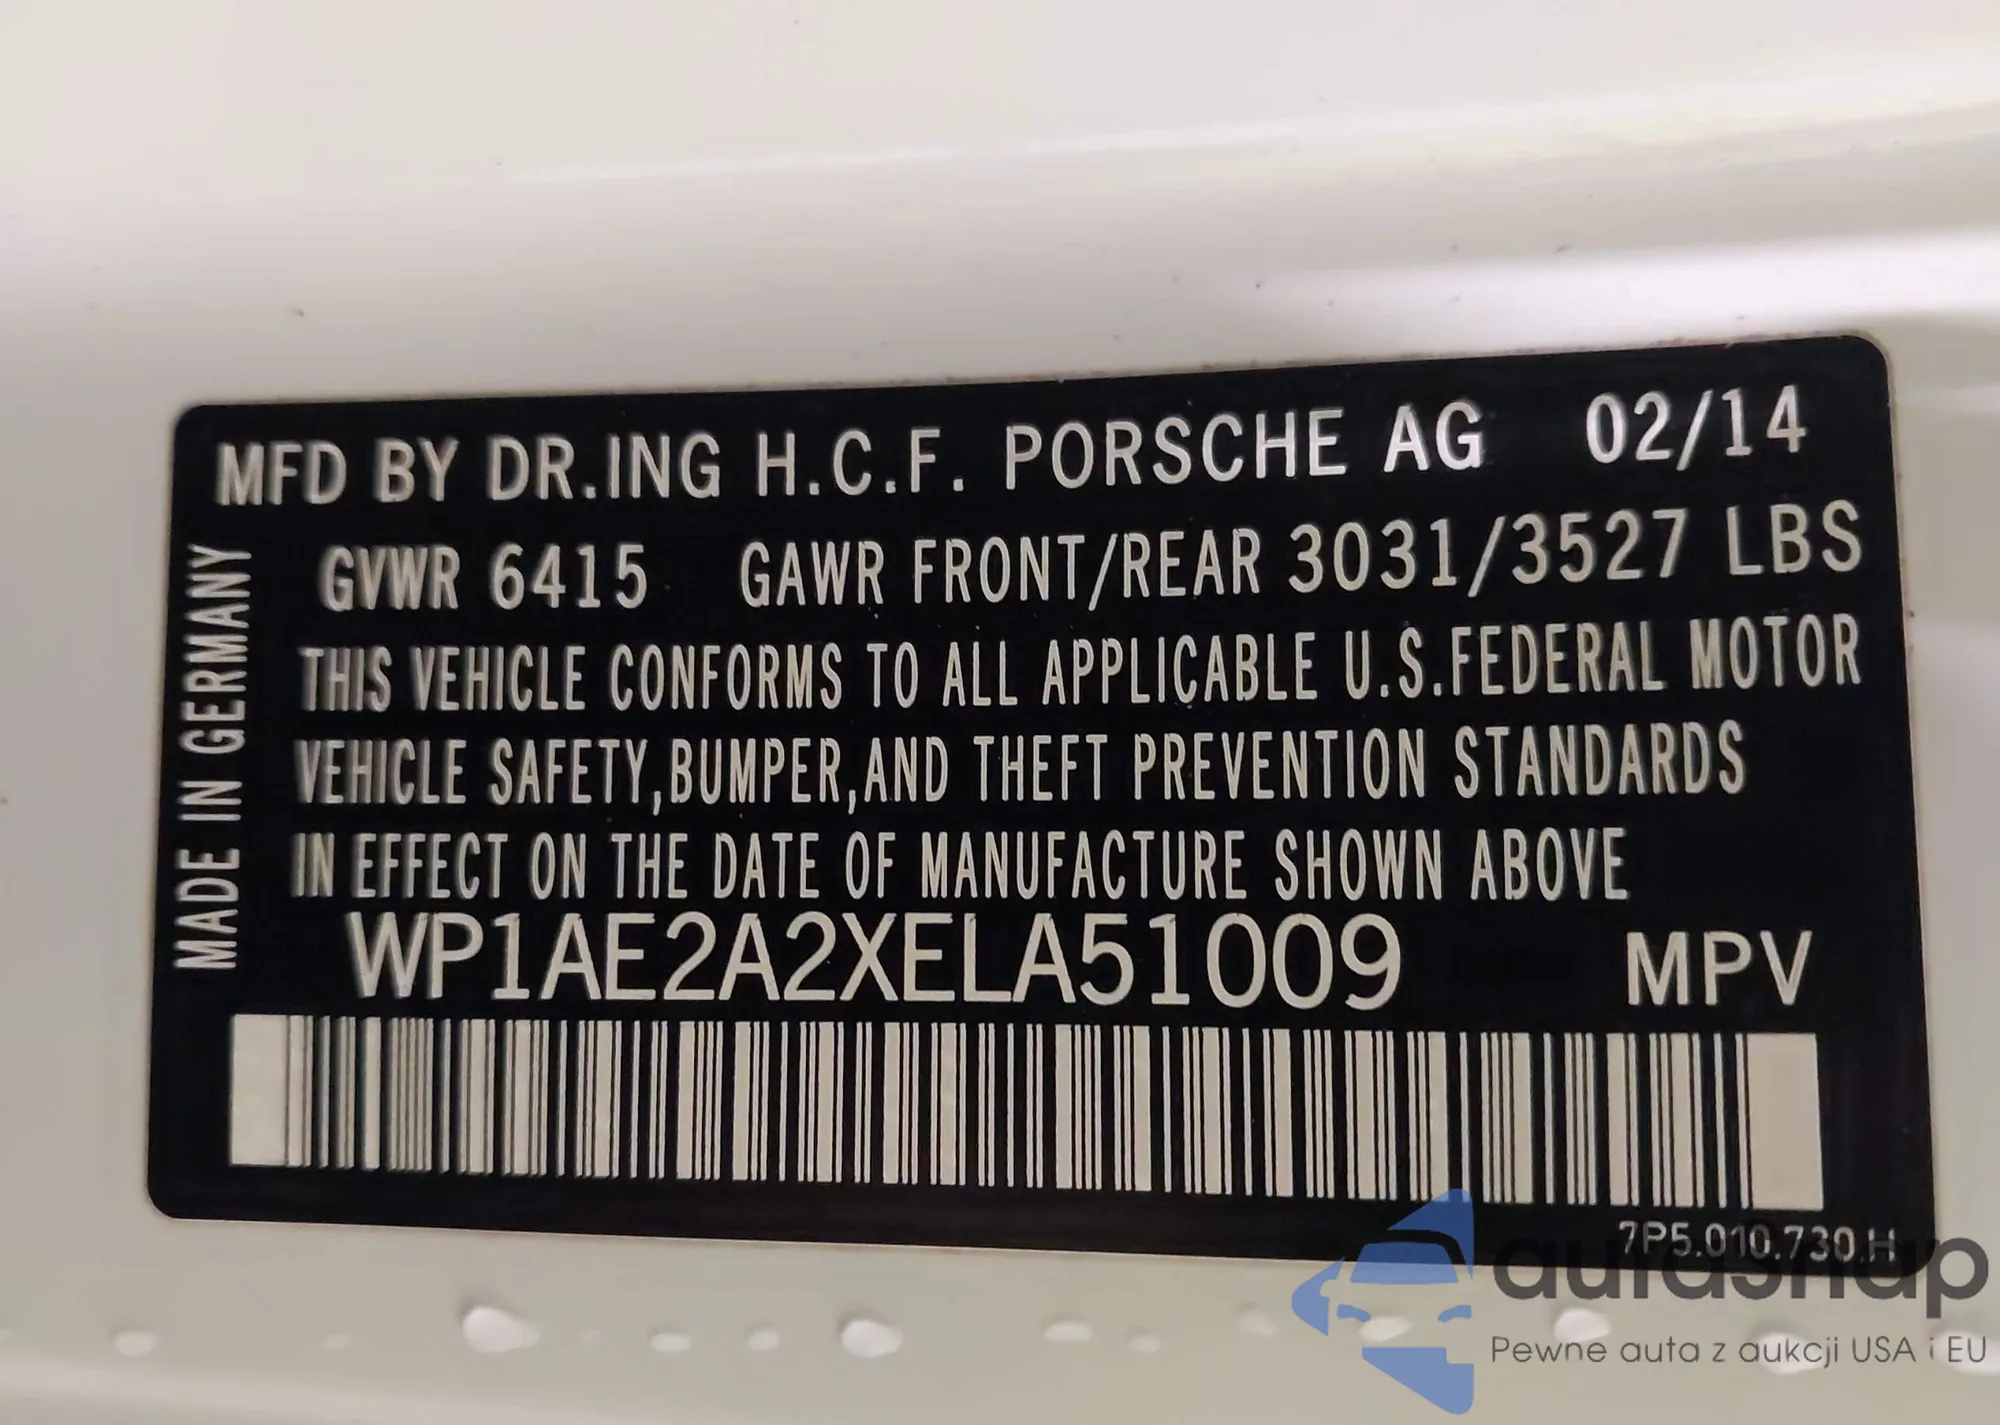 MFD BY DR.ING H.C.F. PORSCHE AG 02/14
GVWR 6415 GAWR FRONT/REAR 3031/3527 LBS
THIS VEHICLE CONFORMS TO ALL APPLICABLE U.S.FEDERAL MOTOR
VEHICLE SAFETY,BUMPER,AND THEFT PREVENTION STANDARDS
IN EFFECT ON THE DATE OF MANUFACTURE SHOWN ABOVE
WP1AE2A2XELA51009 MPV
MADE IN GERMANY
7P5.010.730.H
autasnap
Pewne auta z aukcji USA i EU